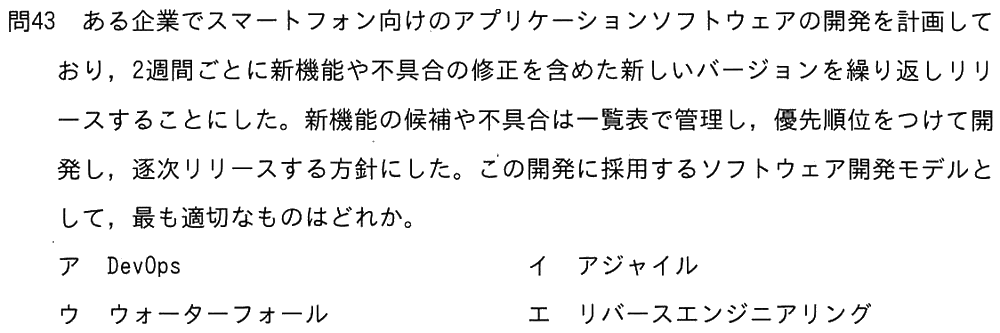 問43 ある企業でスマートフォン向けのアプリケーションソフトウェアの開発を計画して
おり，2週間ごとに新機能や不具合の修正を含めた新しいバージョンを繰り返しリリ
ースすることにした。新機能の候補や不具合は一覧表で管理し，優先順位をつけて開
発し，逐次リリースする方針にした。この開発に採用するソフトウェア開発モデルと
して，最も適切なものはどれか。
ア DevOps イ アジャイル
ウ ウォーターフォール エ リバースエンジニアリング